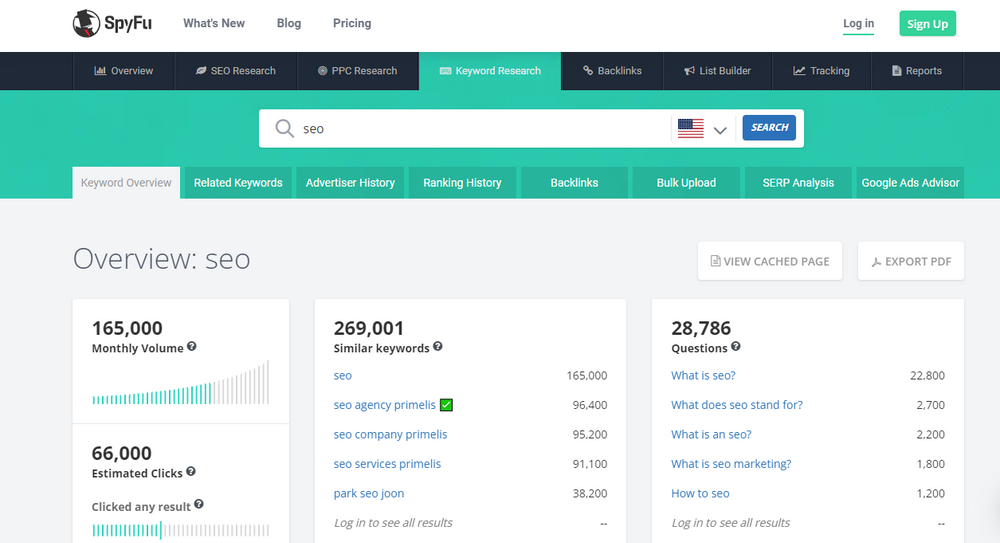 SpyFu What's New Blog Pricing Log in Sign Up
Overview SEO Research PPC Research Keyword Research Backlinks List Builder Tracking Reports
seo SEARCH
Keyword Overview Related Keywords Advertiser History Ranking History Backlinks Bulk Upload SERP Analysis Google Ads Advisor
Overview: seo VIEW CACHED PAGE EXPORT PDF
165,000
Monthly Volume ?
66,000
Estimated Clicks ?
Clicked any result ?
269,001
Similar keywords ?
seo 165,000
seo agency primelis ✅ 96,400
seo company primelis 95,200
seo services primelis 91,100
park seo joon 38,200
Log in to see all results --
28,786
Questions ?
What is seo? 22,800
What does seo stand for? 2,700
What is an seo? 2,200
What is seo marketing? 1,800
How to seo 1,200
Log in to see all results --